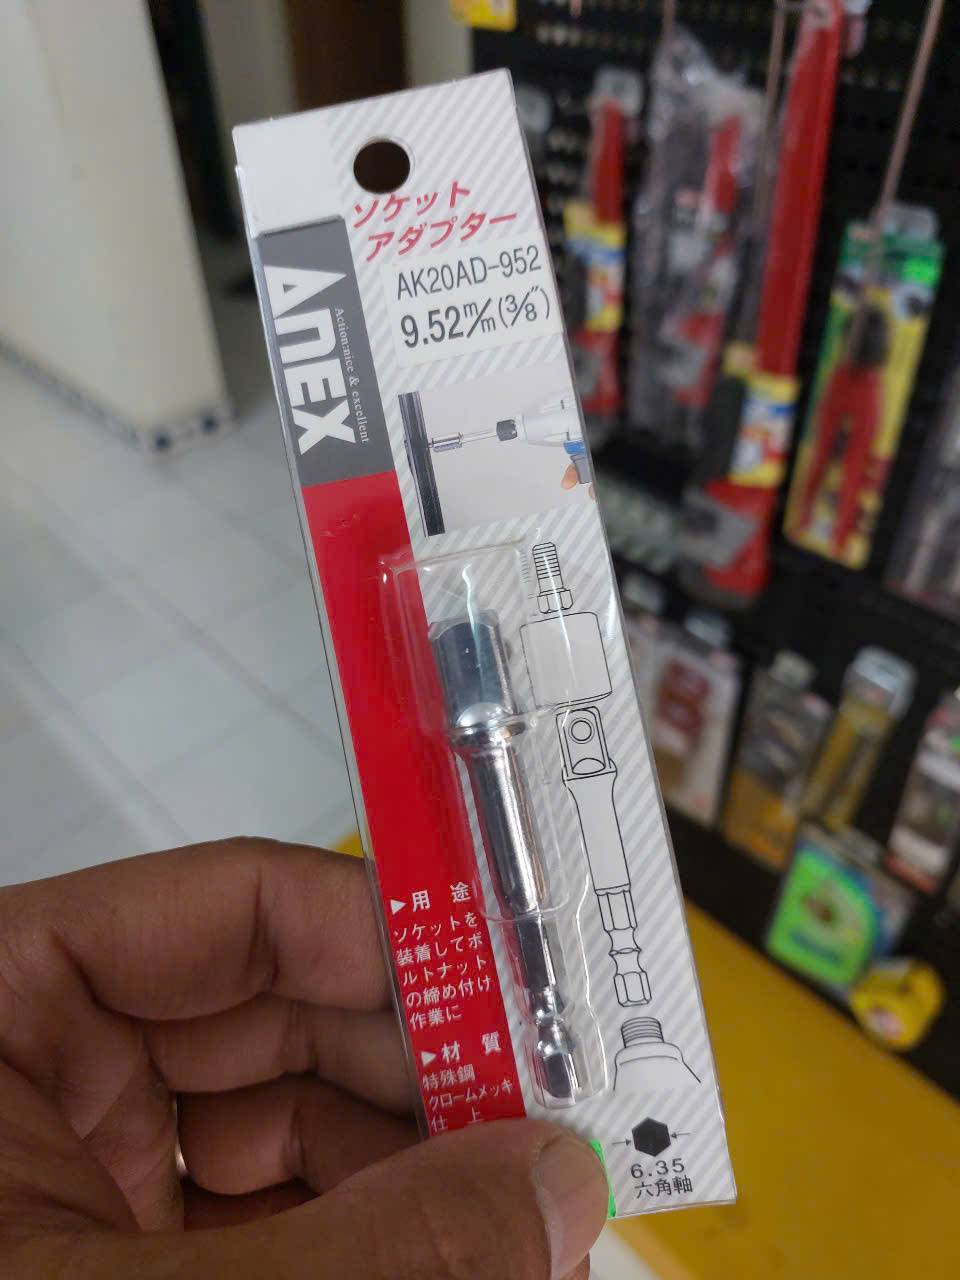 ソケット
アダプター
AK20AD-952
9.52m/m(3/8")
ANEX
Action:nice & excellent
▶用 途
ソケットを
装着してボ
ルトナット
の締め付け
作業に
▶材 質
特殊鋼
クロームメッキ
仕 上
6.35
六角軸